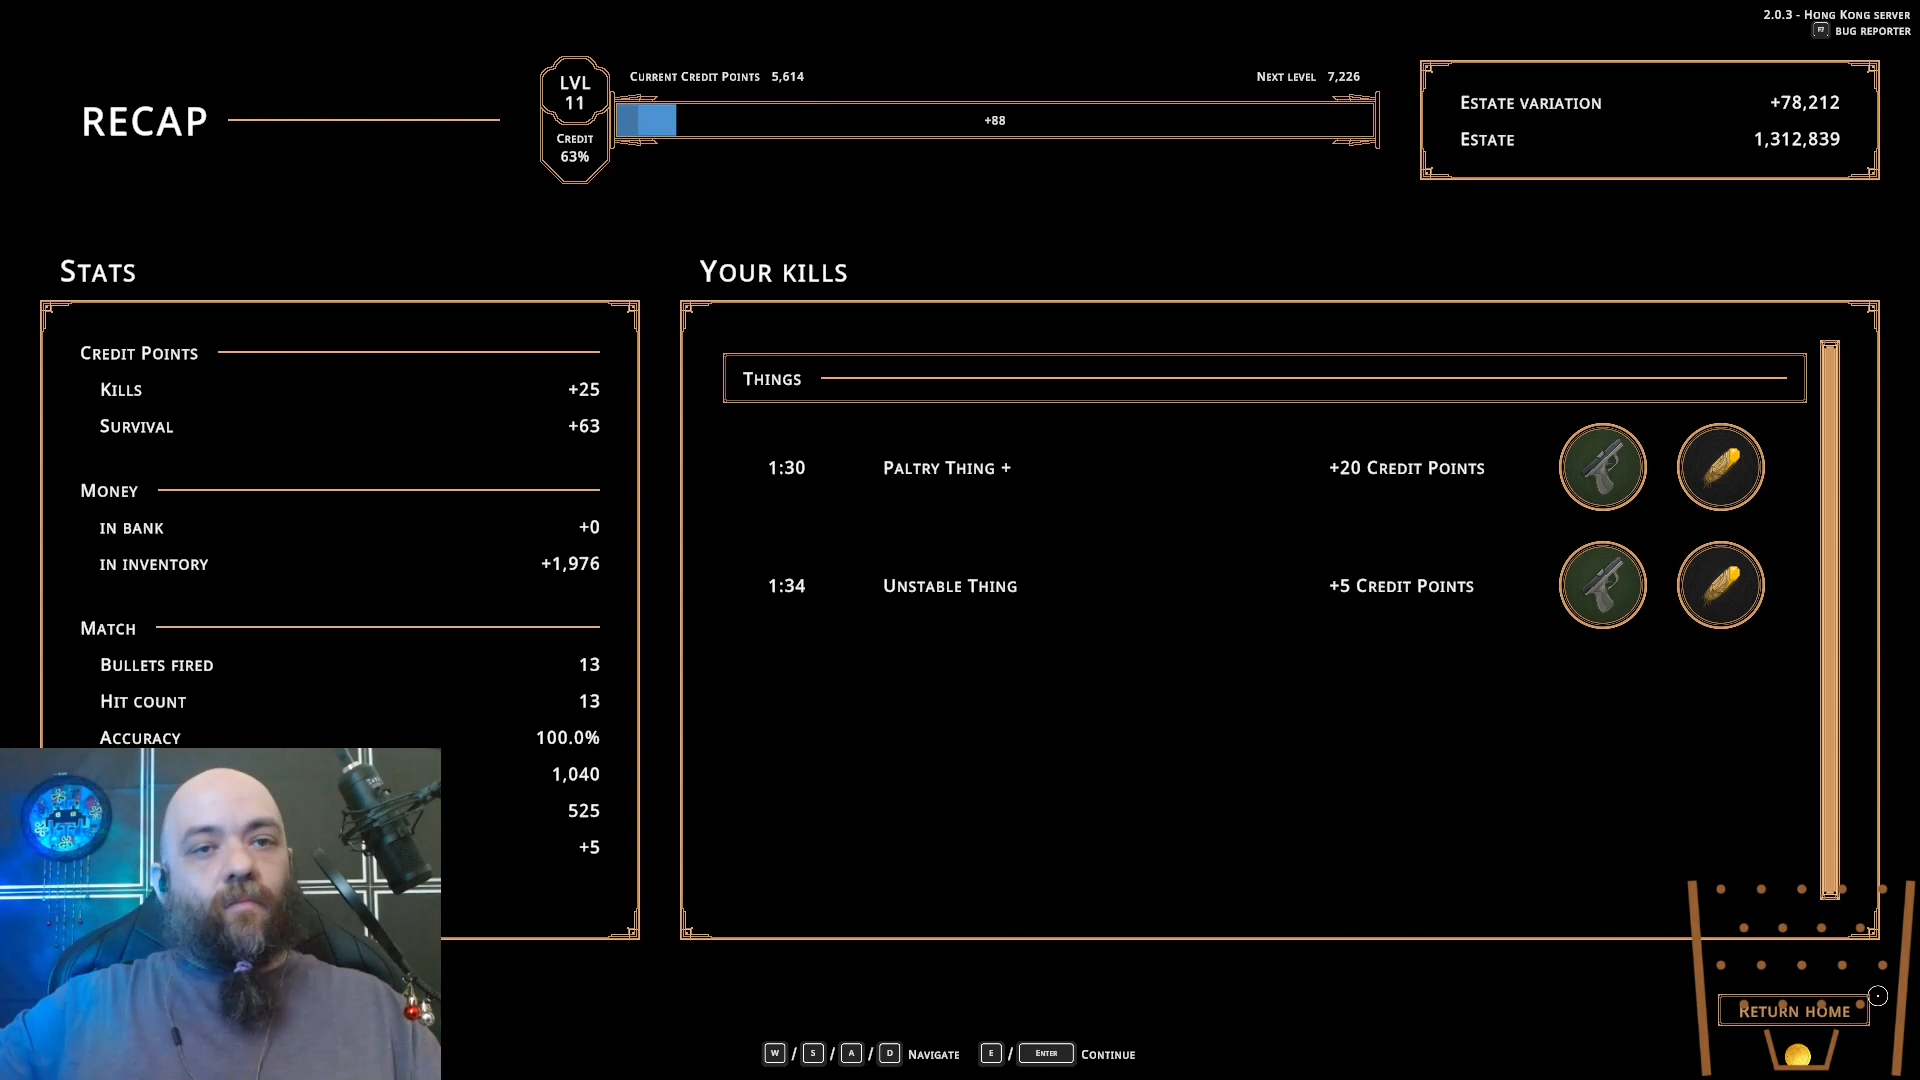 2.0.3 - Hong Kong server
F7 bug reporter
RECAP
LVL
11
Credit
63%
Current Credit Points 5,614
Next level 7,226
+88
Estate variation +78,212
Estate 1,312,839
Stats
Credit Points
Kills +25
Survival +63
Money
in bank +0
in inventory +1,976
Match
Bullets fired 13
Hit count 13
Accuracy 100.0%
1,040
525
+5
Your kills
Things
1:30 Paltry Thing + +20 Credit Points
1:34 Unstable Thing +5 Credit Points
Return home
W / S / A / D Navigate E / Enter Continue